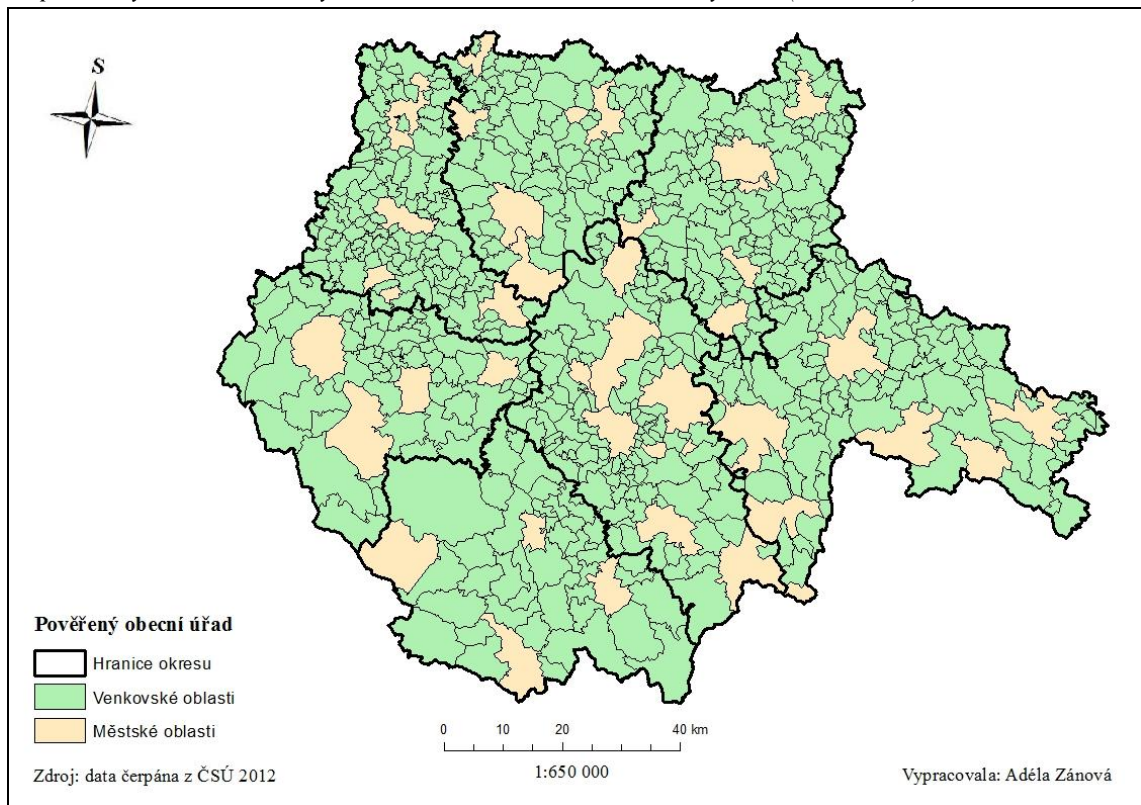 S
Pověřený obecní úřad
Hranice okresu
Venkovské oblasti
Městské oblasti
0 10 20 40 km
1:650 000
Zdroj: data čerpána z ČSÚ 2012
Vypracovala: Adéla Zánová